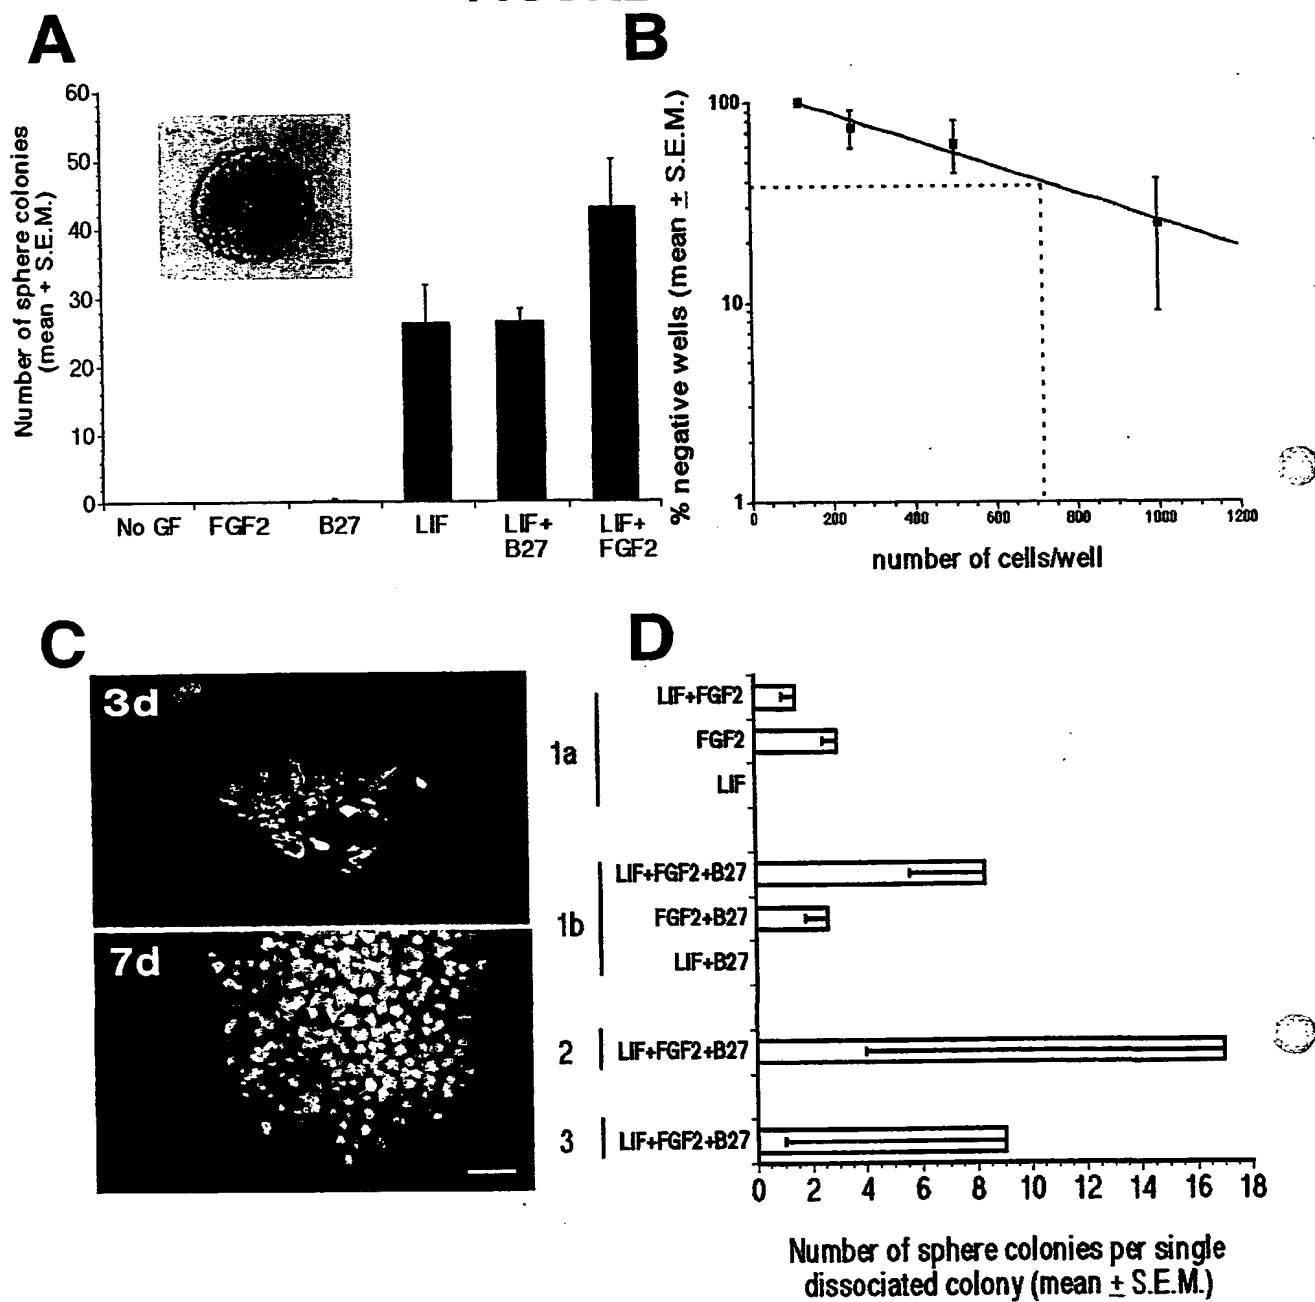 A
Number of sphere colonies
(mean + S.E.M.)
60
50
40
30
20
10
0
No GF
FGF2
B27
LIF
LIF+
B27
LIF+
FGF2
B
% negative wells (mean ± S.E.M.)
100
10
1
0
200
400
600
800
1000
1200
number of cells/well
C
3d
7d
D
1a
LIF+FGF2
FGF2
LIF
1b
LIF+FGF2+B27
FGF2+B27
LIF+B27
2
LIF+FGF2+B27
3
LIF+FGF2+B27
0 2 4 6 8 10 12 14 16 18
Number of sphere colonies per single
dissociated colony (mean ± S.E.M.)